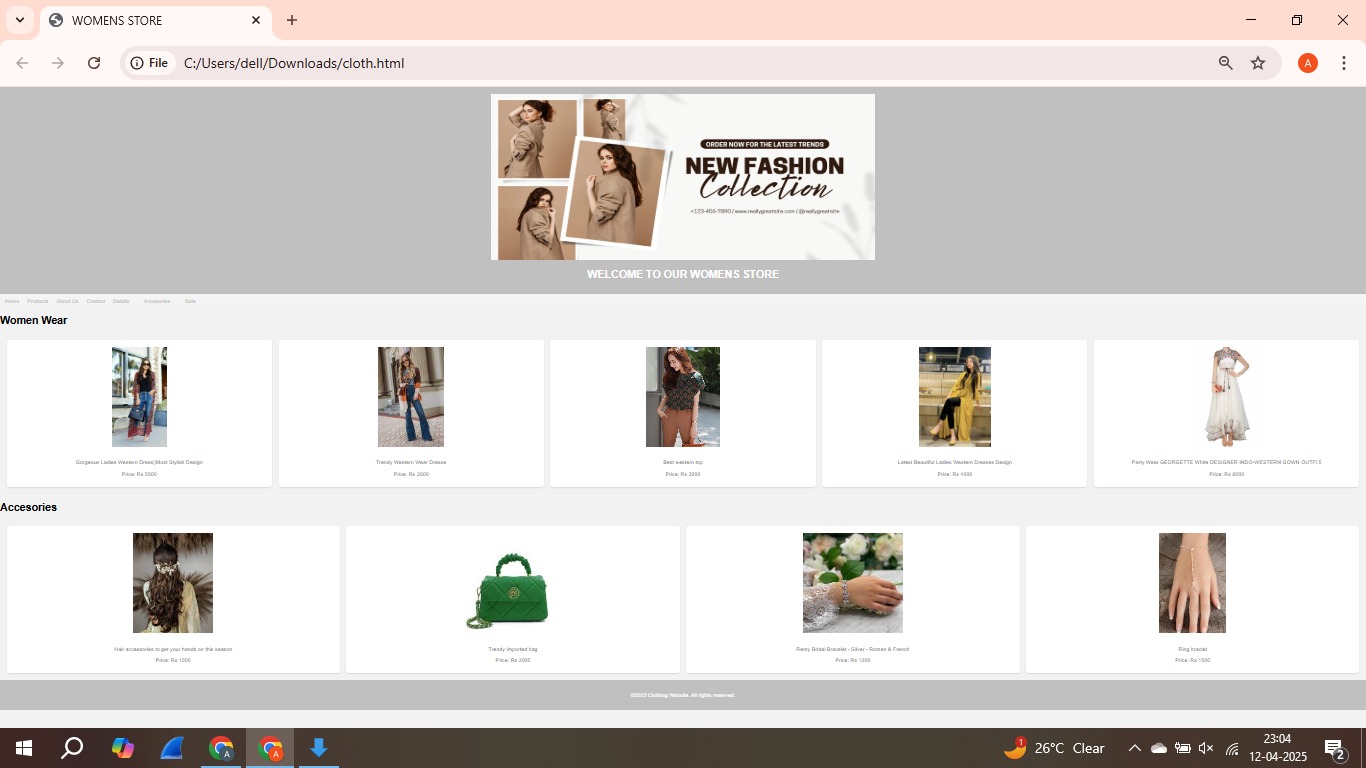 WOMENS STORE
File
C:/Users/dell/Downloads/cloth.html
A
ORDER NOW FOR THE LATEST TRENDS
NEW FASHION
Collection
+123-456-7890 / www.reallygreatsite.com / @reallygreatsite
WELCOME TO OUR WOMENS STORE
Home Products About Us Contact Details Accesories Sale
Women Wear
Gorgeous Ladies Western Dress||Most Stylish Design
Price: Rs 5000
Trendy Western Wear Dresse
Price: Rs 2000
Best western top
Price: Rs 3000
Latest Beautiful Ladies Western Dresses Design
Price: Rs 4000
Party Wear GEORGETTE White DESIGNER INDO-WESTERN GOWN OUTFI S
Price: Rs 8000
Accesories
Hair accessories to get your hands on this season
Price: Rs 1000
Trendy imported bag
Price: Rs 2000
Remy Bridal Bracelet - Silver - Roman & French
Price: Rs 1200
Ring braclet
Price: Rs 1500
©2023 Clothing Website. All rights reserved.
A
A
1
26°C Clear
23:04
12-04-2025
2